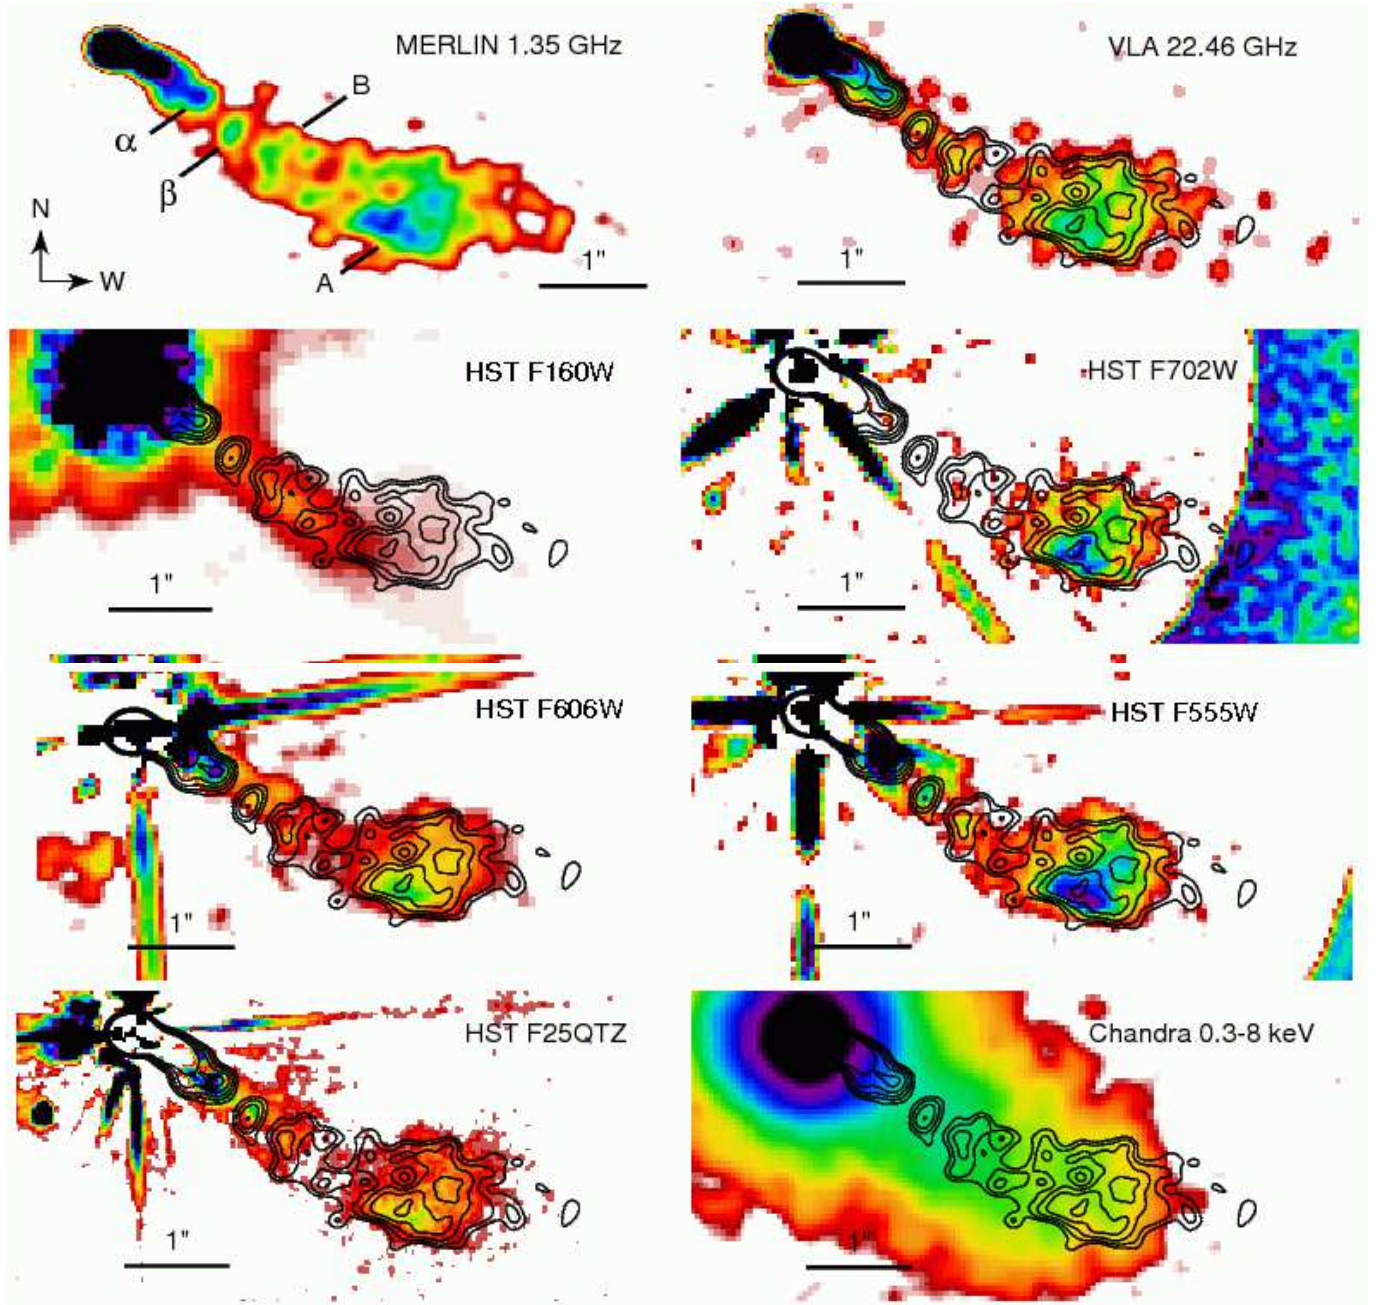 MERLIN 1.35 GHz
VLA 22.46 GHz
B
α
β
N
W
A
1"
1"
HST F160W
HST F702W
1"
1"
HST F606W
HST F555W
1"
1"
HST F25QTZ
Chandra 0.3-8 keV
1"
1"